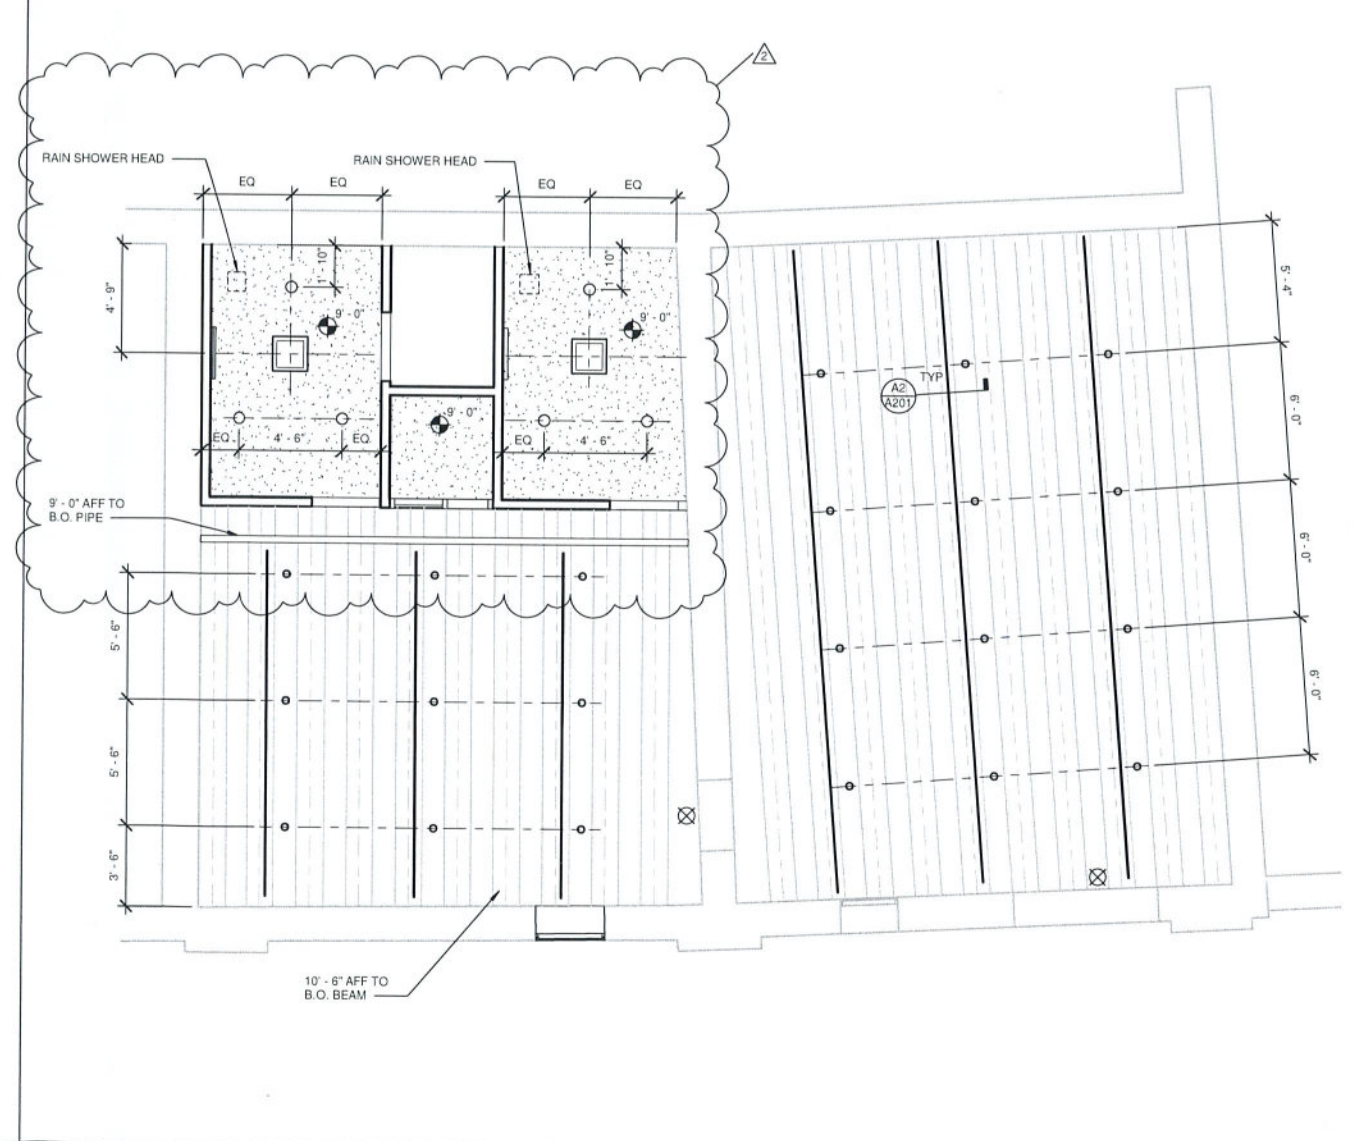 2
RAIN SHOWER HEAD
RAIN SHOWER HEAD
EQ
EQ
EQ
EQ
1' - 10"
1' - 10"
4' - 9"
9' - 0"
9' - 0"
5' - 4"
A2
A201
TYP
9' - 0"
6' - 0"
EQ
4' - 6"
EQ
EQ
4' - 6"
9' - 0" AFF TO
B.O. PIPE
6' - 0"
5' - 6"
6' - 0"
5' - 6"
3' - 6"
10' - 6" AFF TO
B.O. BEAM